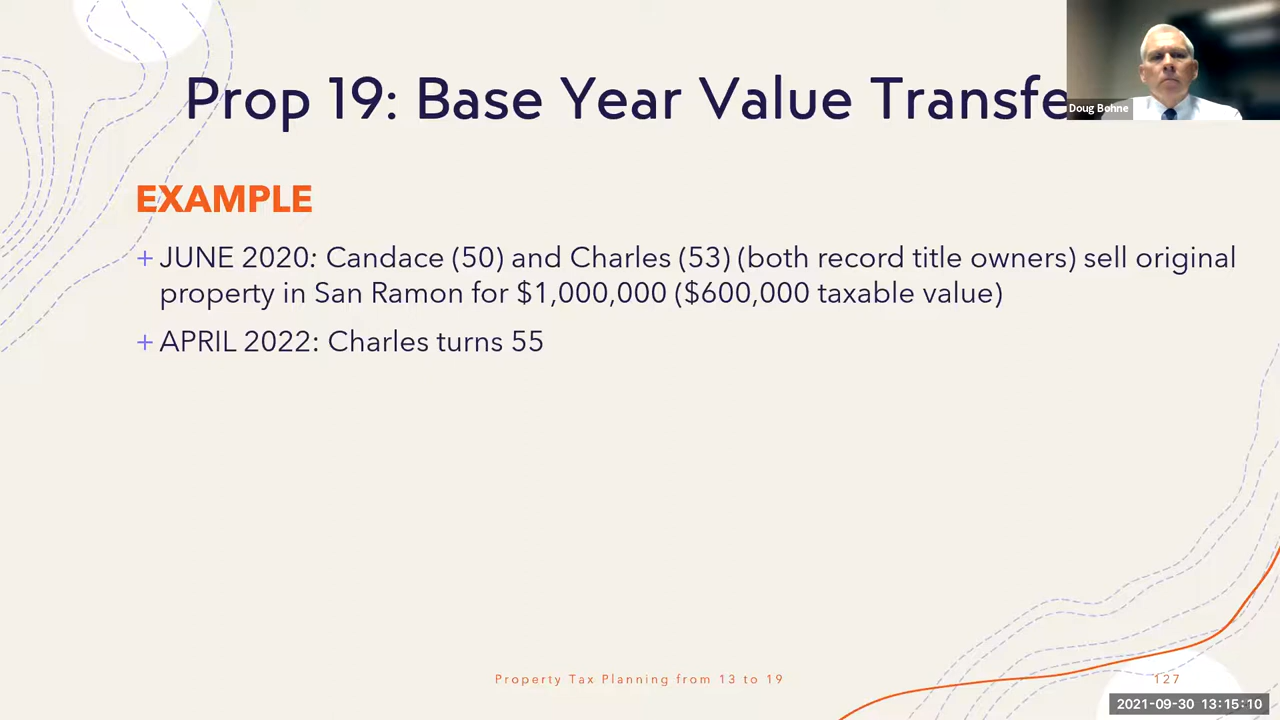 Prop 19: Base Year Value Transfe
Doug Bohne
EXAMPLE
+ JUNE 2020: Candace (50) and Charles (53) (both record title owners) sell original
property in San Ramon for $1,000,000 ($600,000 taxable value)
+ APRIL 2022: Charles turns 55
Property Tax Planning from 13 to 19
127
2021-09-30 13:15:10